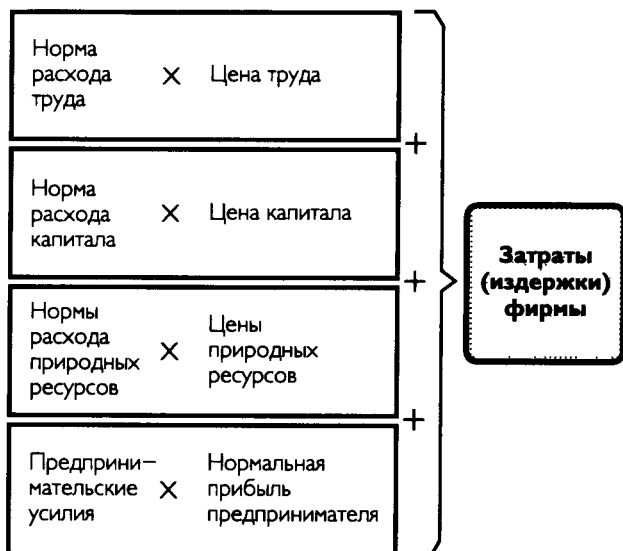 Норма
расхода × Цена труда
труда
+
Норма
расхода × Цена капитала
капитала
+
Нормы Цены
расхода × природных
природных ресурсов
ресурсов
+
Предприни— Нормальная
мательские × прибыль
усилия предпринимателя
Затраты
(издержки)
фирмы